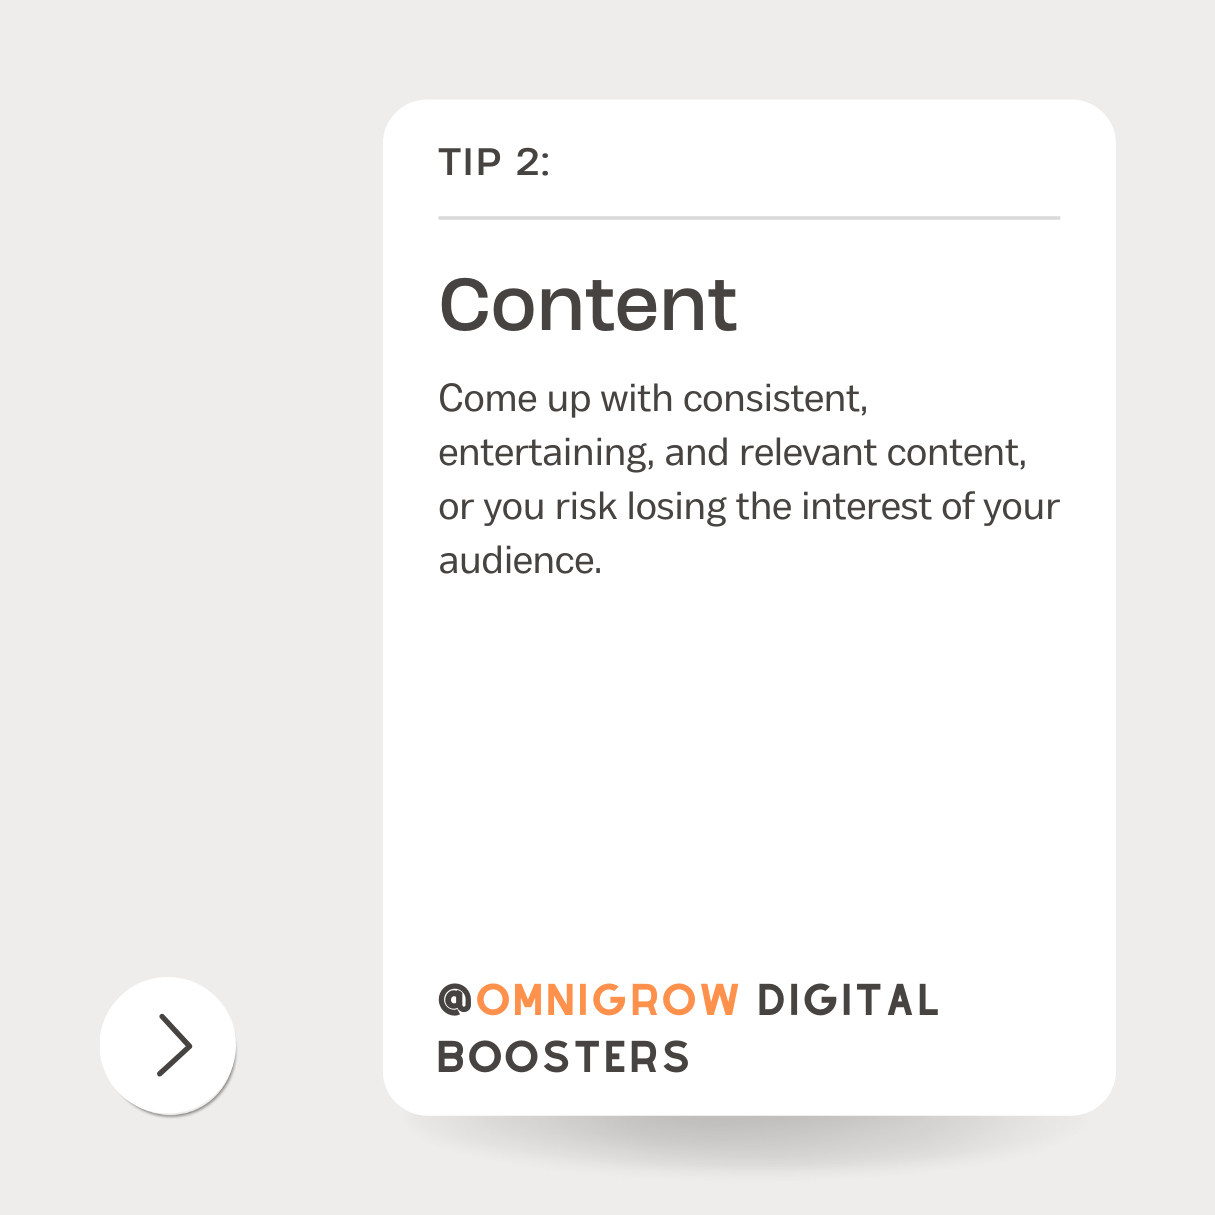 TIP 2:
Content
Come up with consistent,
entertaining, and relevant content,
or you risk losing the interest of your
audience.
@OMNIGROW DIGITAL
BOOSTERS